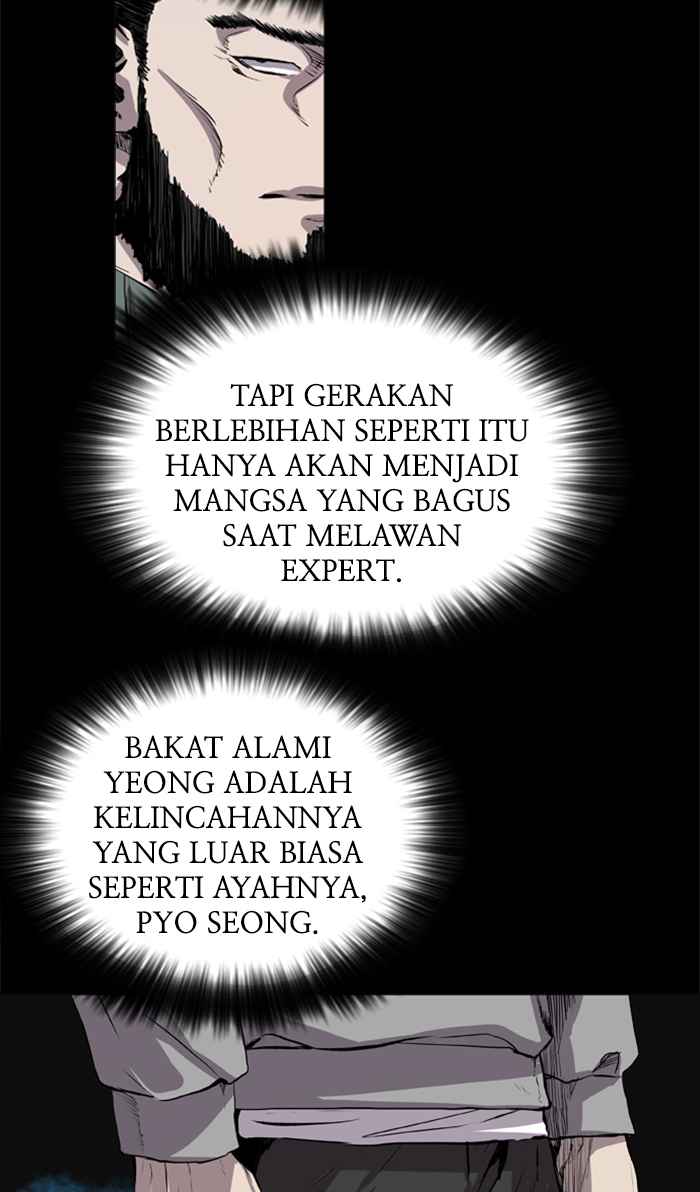 TAPI GERAKAN
BERLEBIHAN SEPERTI ITU
HANYA AKAN MENJADI
MANGSA YANG BAGUS
SAAT MELAWAN
EXPERT.
BAKAT ALAMI
YEONG ADALAH
KELINCAHANNYA
YANG LUAR BIASA
SEPERTI AYAHNYA,
PYO SEONG.